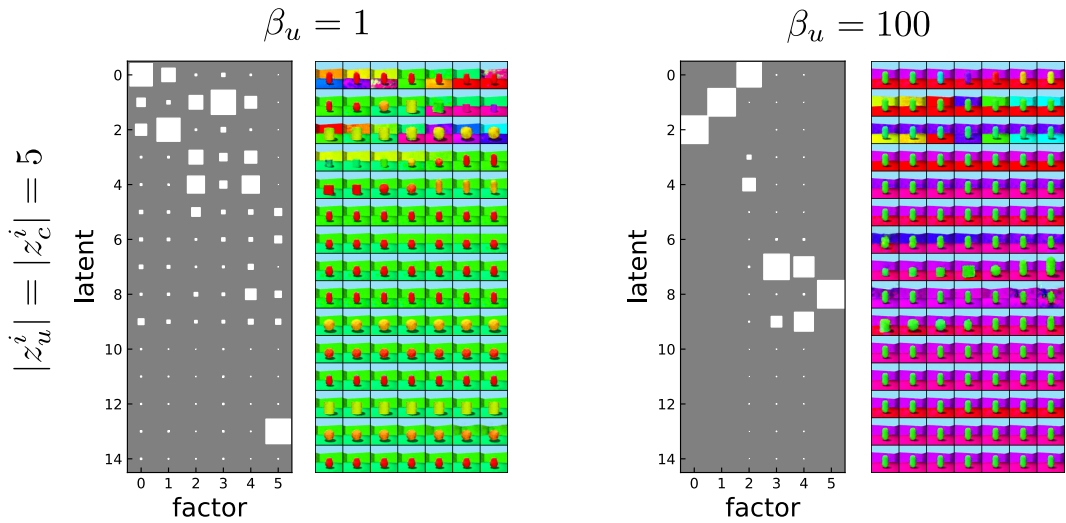 β_u = 1
β_u = 100
|z_u^i| = |z_c^i| = 5
latent
0
2
4
6
8
10
12
14
0 1 2 3 4 5
factor
latent
0
2
4
6
8
10
12
14
0 1 2 3 4 5
factor